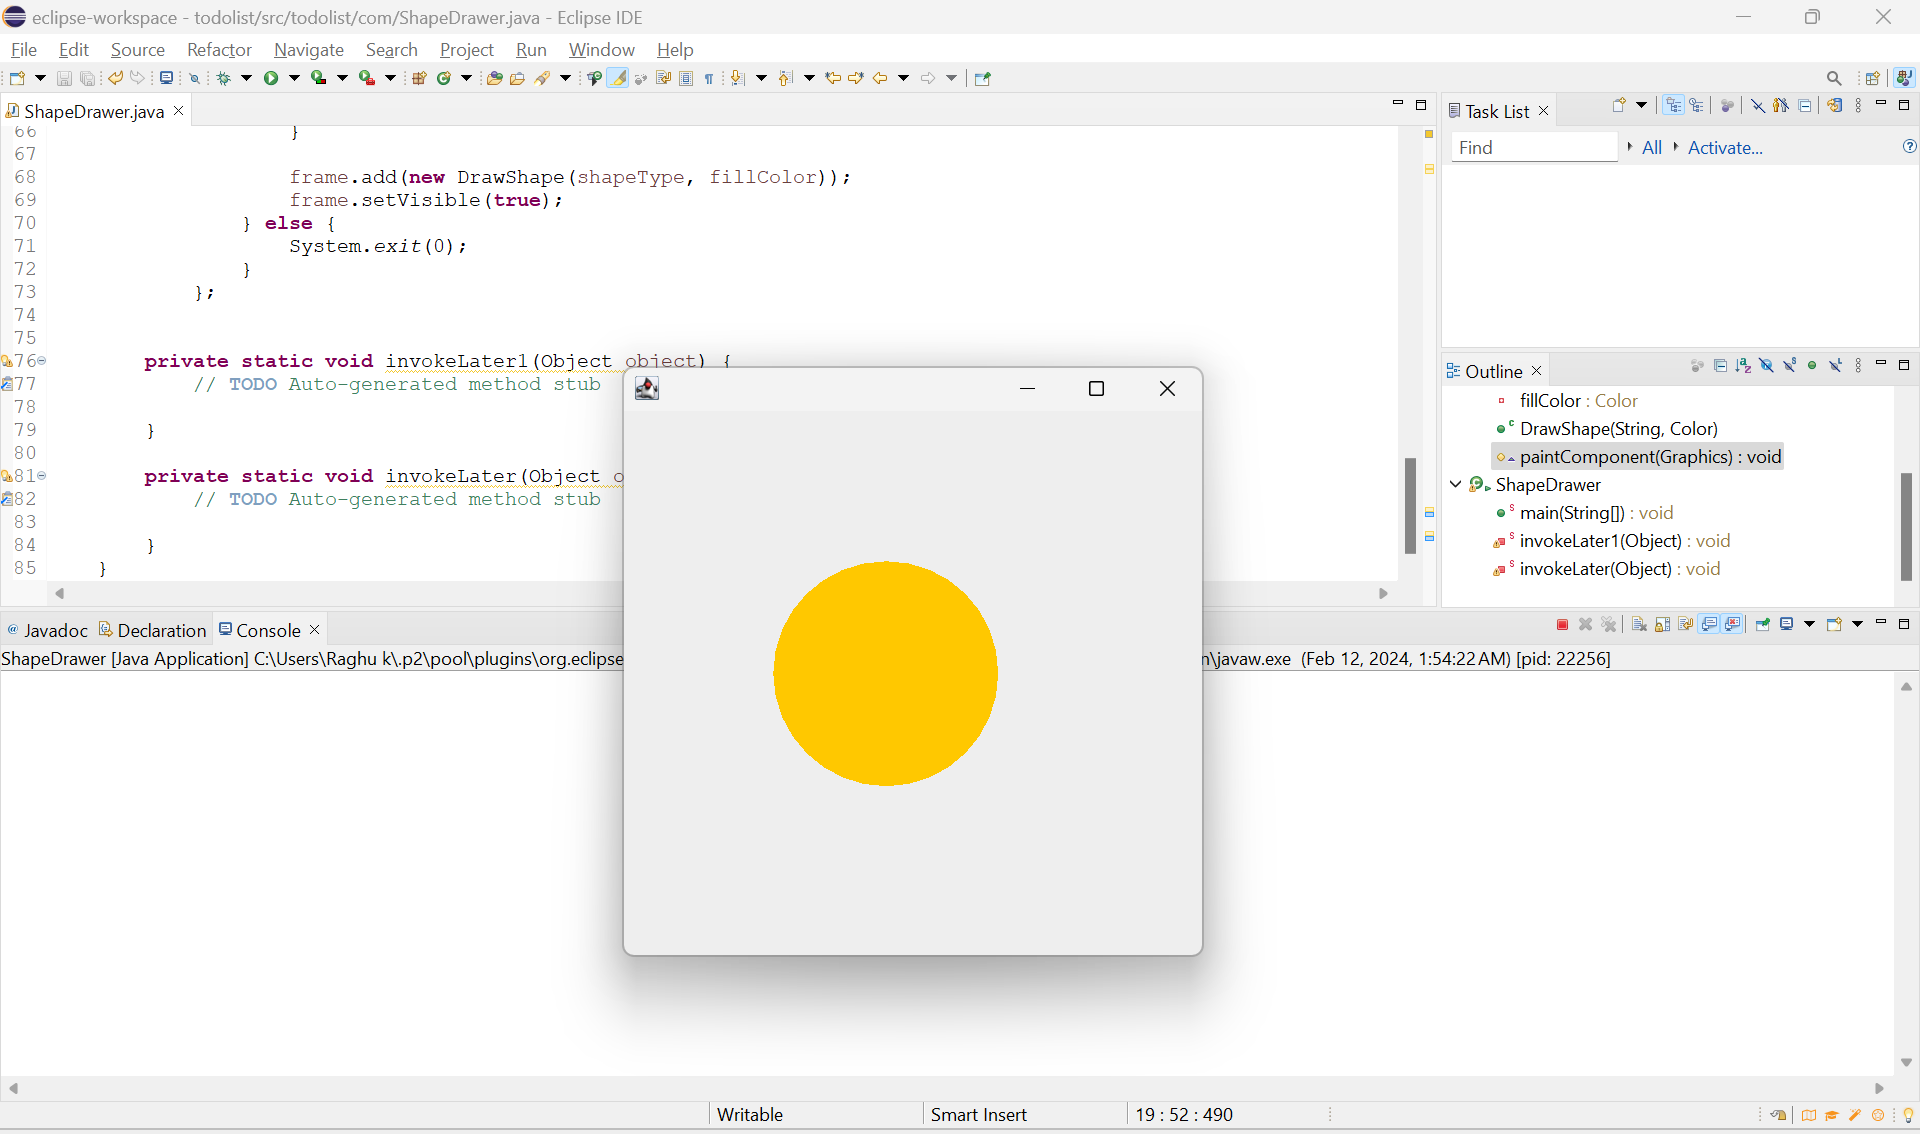 eclipse-workspace - todolist/src/todolist/com/ShapeDrawer.java - Eclipse IDE
File Edit Source Refactor Navigate Search Project Run Window Help
ShapeDrawer.java
66 }
67
68 frame.add(new DrawShape(shapeType, fillColor));
69 frame.setVisible(true);
70 } else {
71 System.exit(0);
72 }
73 };
74
75
76 private static void invokeLater1(Object object) {
77 // TODO Auto-generated method stub
78
79 }
80
81 private static void invokeLater(Object o
82 // TODO Auto-generated method stub
83
84 }
85 }
Task List
Find All Activate...
Outline
fillColor : Color
DrawShape(String, Color)
paintComponent(Graphics) : void
ShapeDrawer
main(String[]) : void
invokeLater1(Object) : void
invokeLater(Object) : void
Javadoc Declaration Console
ShapeDrawer [Java Application] C:\Users\Raghu k\.p2\pool\plugins\org.eclipse
n\javaw.exe (Feb 12, 2024, 1:54:22 AM) [pid: 22256]
Writable Smart Insert 19 : 52 : 490